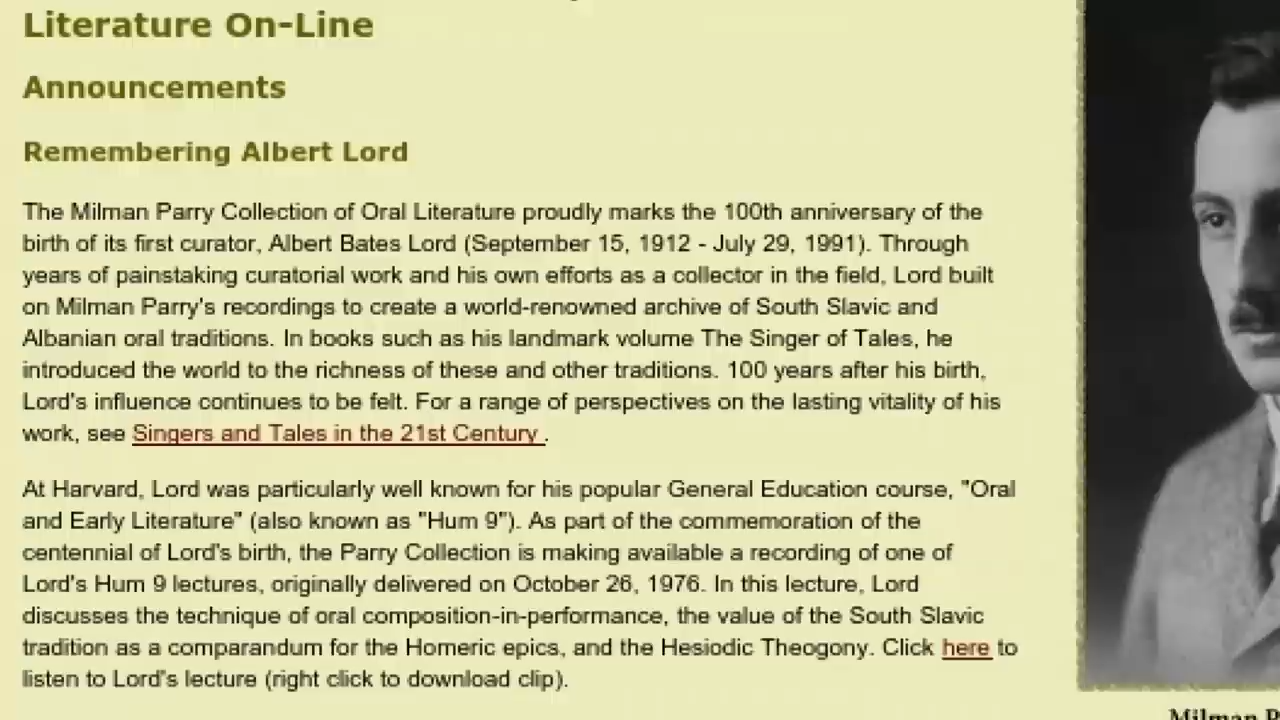 Literature On-Line
Announcements
Remembering Albert Lord
The Milman Parry Collection of Oral Literature proudly marks the 100th anniversary of the
birth of its first curator, Albert Bates Lord (September 15, 1912 - July 29, 1991). Through
years of painstaking curatorial work and his own efforts as a collector in the field, Lord built
on Milman Parry's recordings to create a world-renowned archive of South Slavic and
Albanian oral traditions. In books such as his landmark volume The Singer of Tales, he
introduced the world to the richness of these and other traditions. 100 years after his birth,
Lord's influence continues to be felt. For a range of perspectives on the lasting vitality of his
work, see Singers and Tales in the 21st Century .
At Harvard, Lord was particularly well known for his popular General Education course, "Oral
and Early Literature" (also known as "Hum 9"). As part of the commemoration of the
centennial of Lord's birth, the Parry Collection is making available a recording of one of
Lord's Hum 9 lectures, originally delivered on October 26, 1976. In this lecture, Lord
discusses the technique of oral composition-in-performance, the value of the South Slavic
tradition as a comparandum for the Homeric epics, and the Hesiodic Theogony. Click here to
listen to Lord's lecture (right click to download clip).
Milman